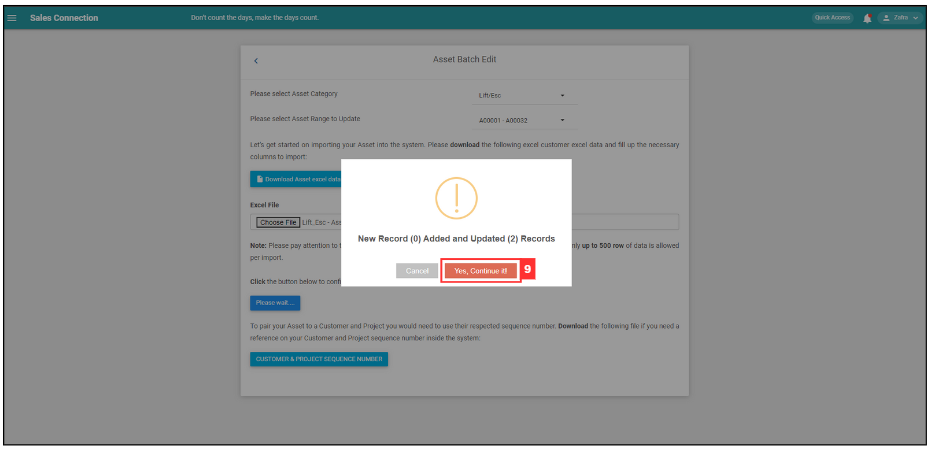 Sales Connection
Don't count the days, make the days count.
Quick Access
Zaira
Asset Batch Edit
Please select Asset Category
Lift/Esc
Please select Asset Range to Update
A00001 - A00032
Let's get started on importing your Asset into the system. Please download the following excel customer excel data and fill up the necessary
columns to import:
Download Asset excel data
Excel File
Choose File Lift, Esc - Ass
Note: Please pay attention to t
nly up to 500 row of data is allowed
per import.
New Record (0) Added and Updated (2) Records
Cancel
Yes, Continue it!
9
Click the button below to conf
Please wait....
To pair your Asset to a Customer and Project you would need to use their respected sequence number. Download the following file if you need a
reference on your Customer and Project sequence number inside the system:
CUSTOMER & PROJECT SEQUENCE NUMBER